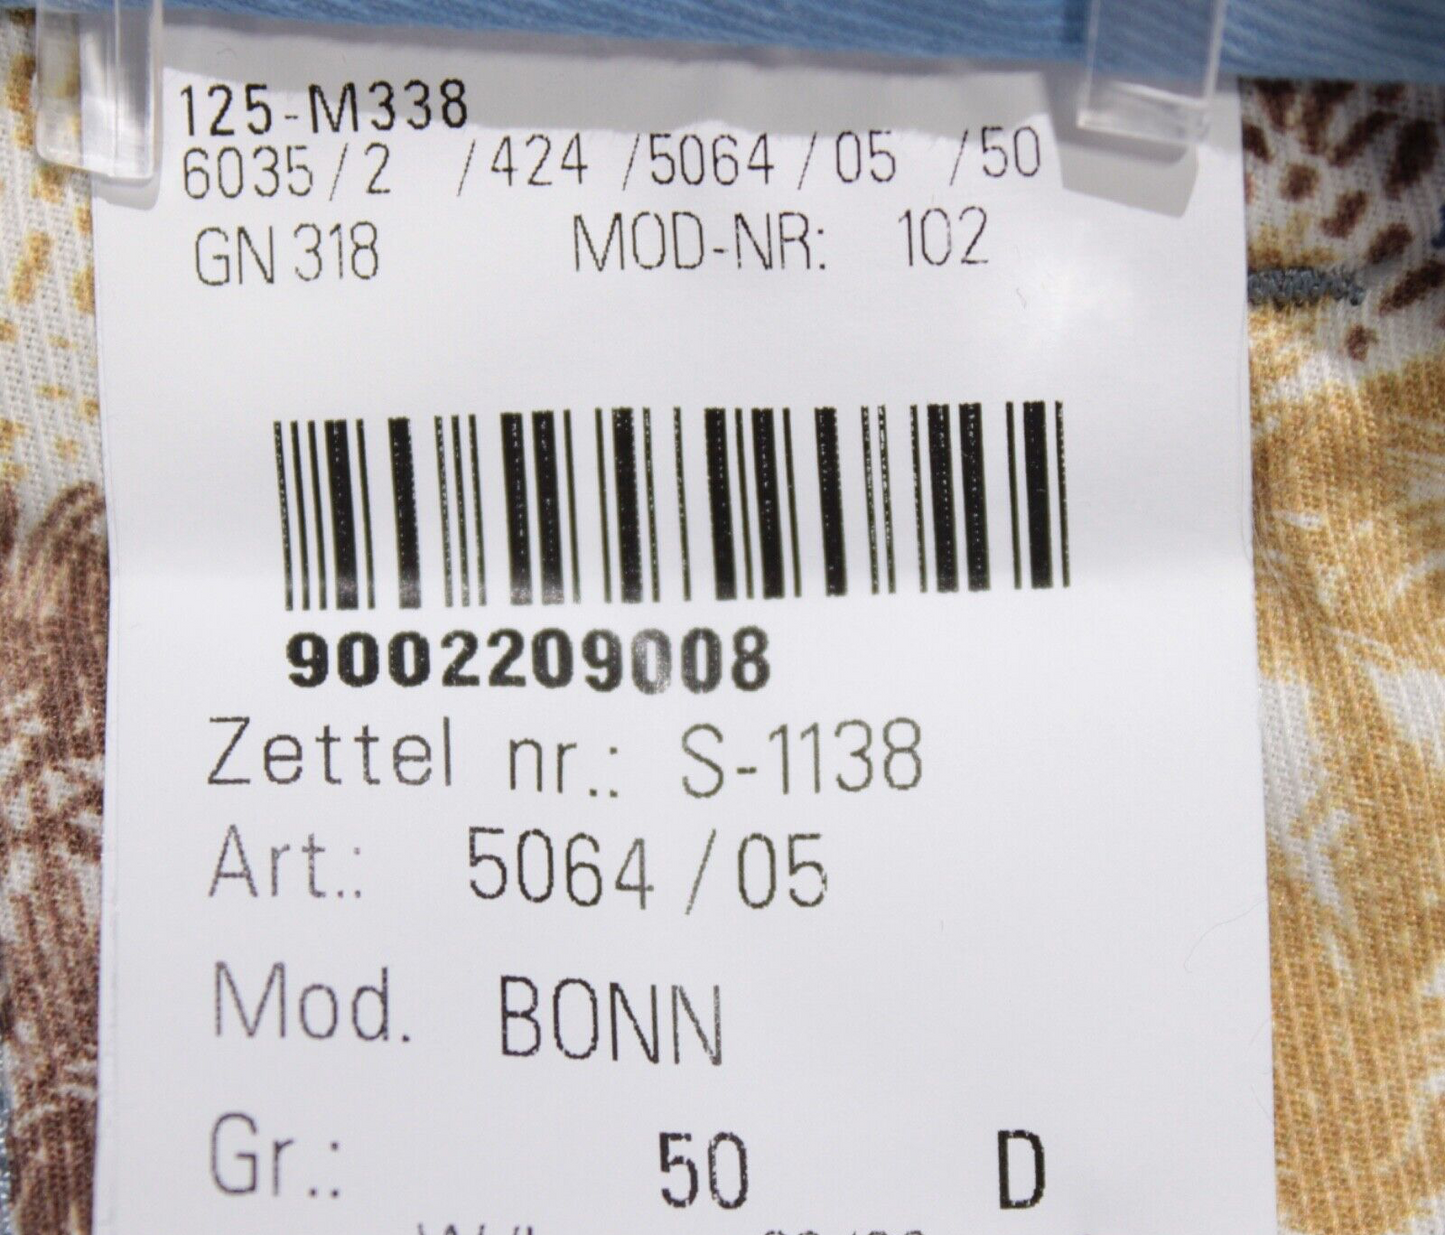 125-M338
6035/2 /424 /5064/05 /50
GN 318 MOD-NR: 102
9002209008
Zettel nr.: S-1138
Art.: 5064/05
Mod. BONN
Gr.: 50 D